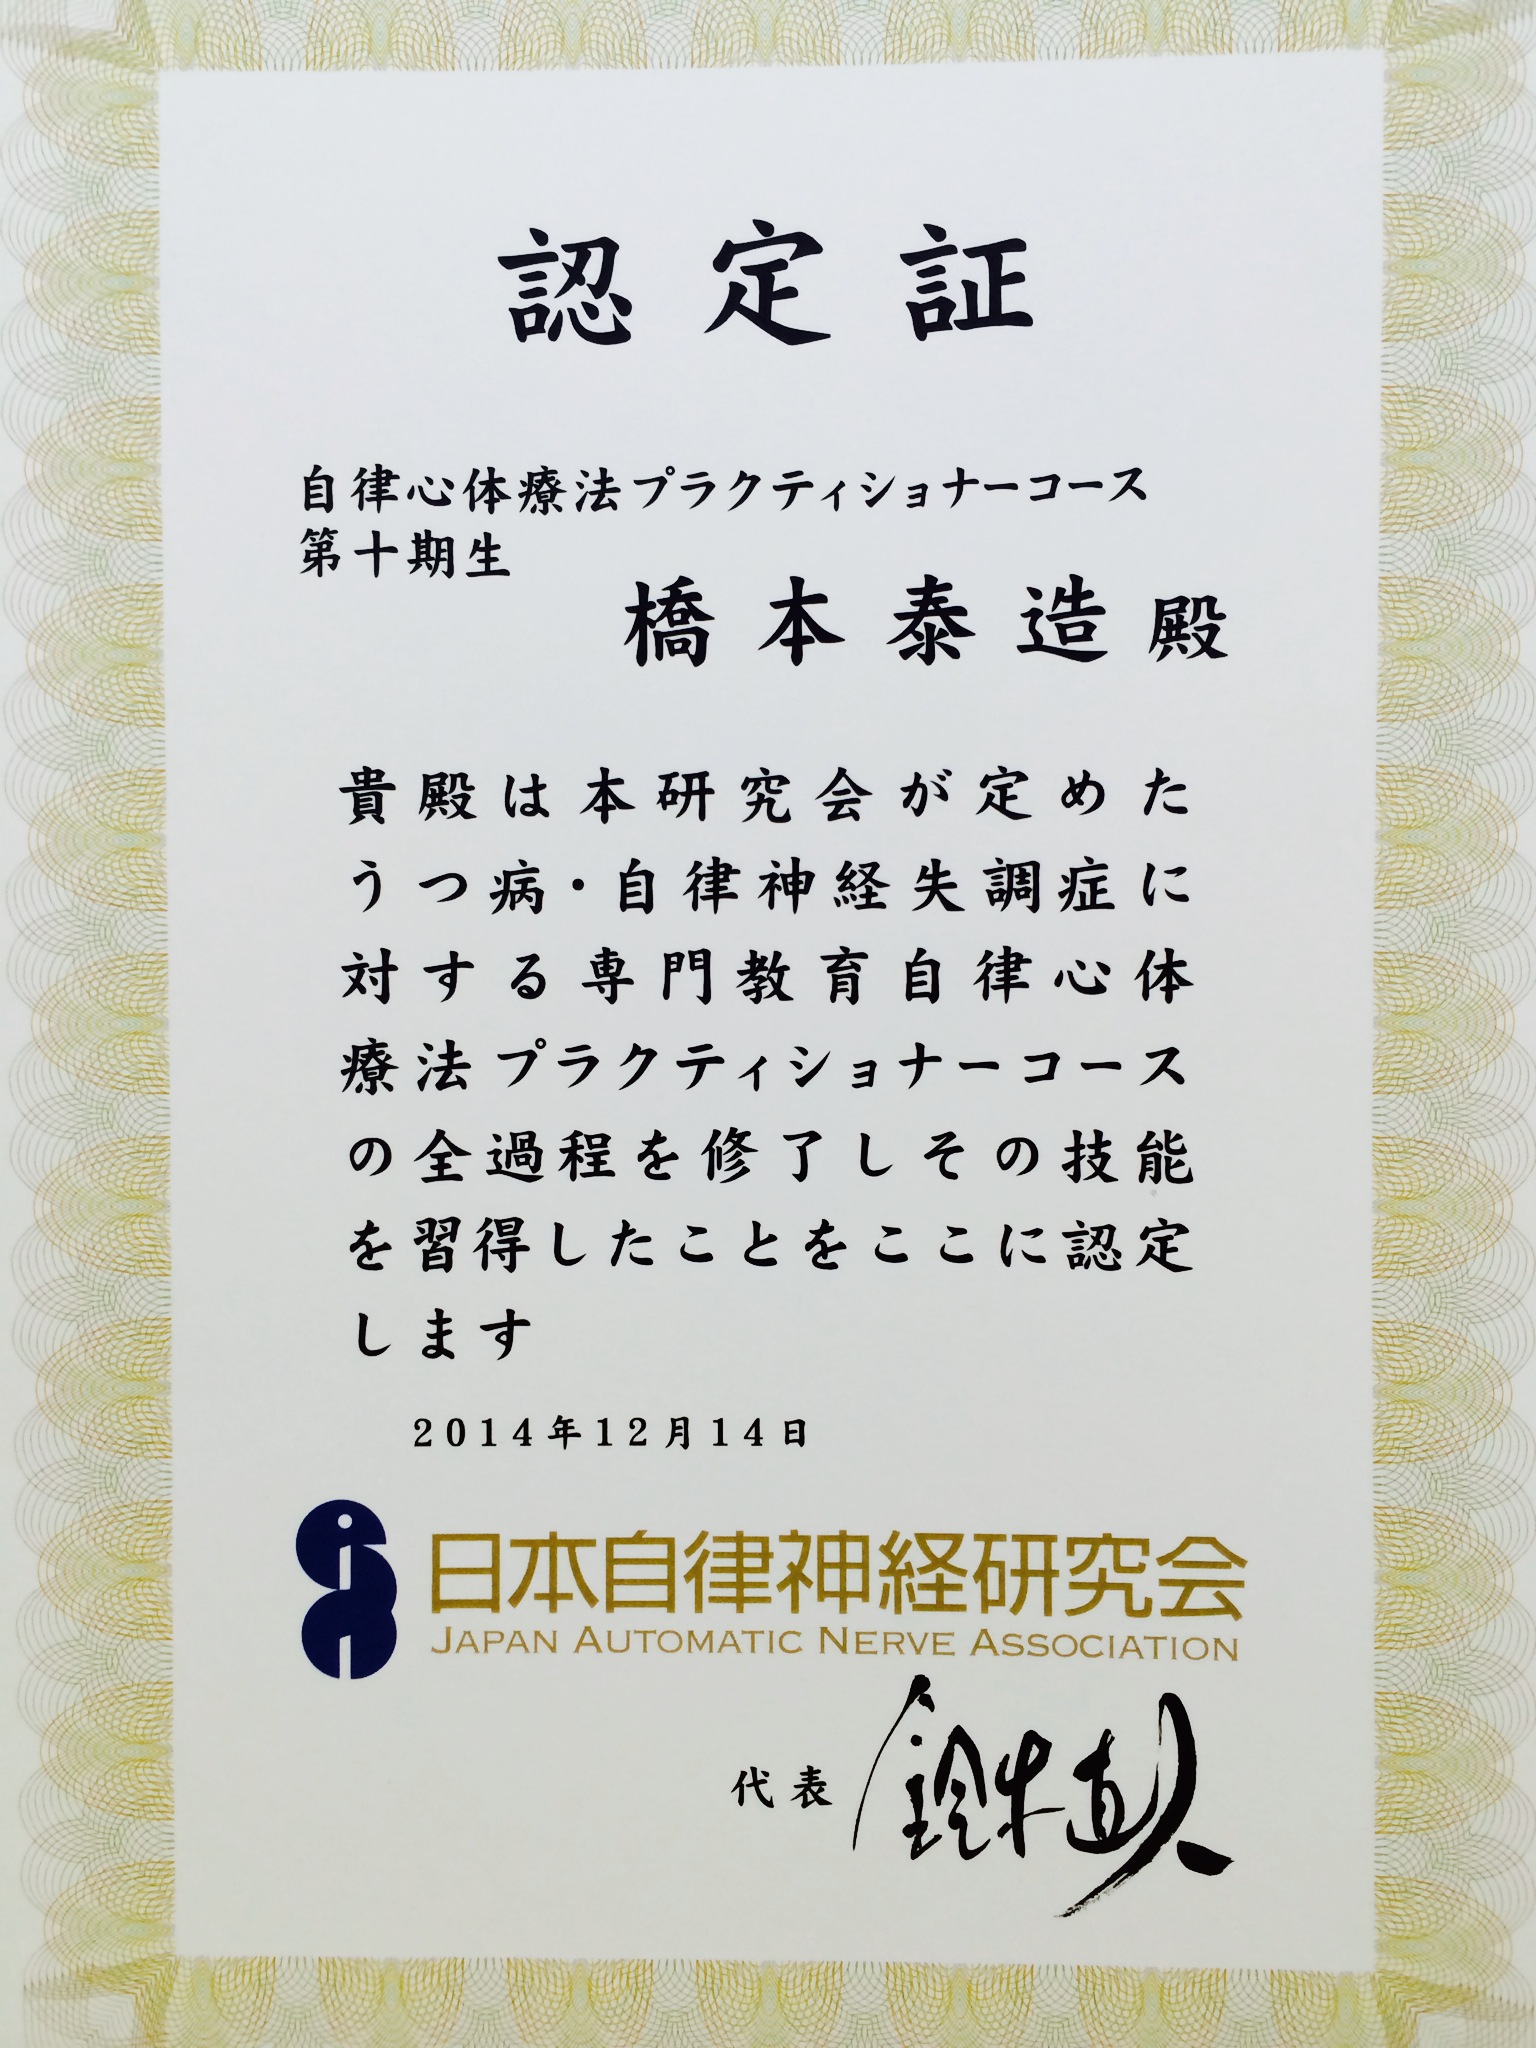 認定証
自律心体療法プラクティショナーコース
第十期生
橋本泰造殿
貴殿は本研究会が定めた
うつ病・自律神経失調症に
対する専門教育自律心体
療法プラクティショナーコース
の全過程を修了しその技能
を習得したことをここに認定
します
2014年12月14日
日本自律神経研究会
JAPAN AUTOMATIC NERVE ASSOCIATION
代表 鈴木直人